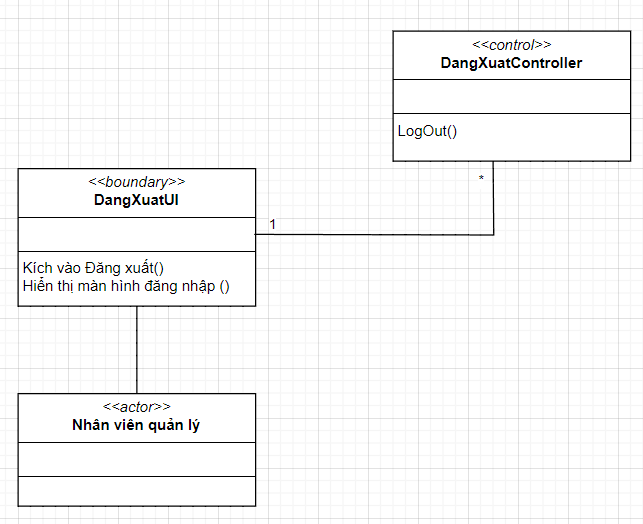 <<control>>
DangXuatController
LogOut()
*
<<boundary>>
DangXuatUI
1
Kích vào Đăng xuất()
Hiển thị màn hình đăng nhập ()
<<actor>>
Nhân viên quản lý